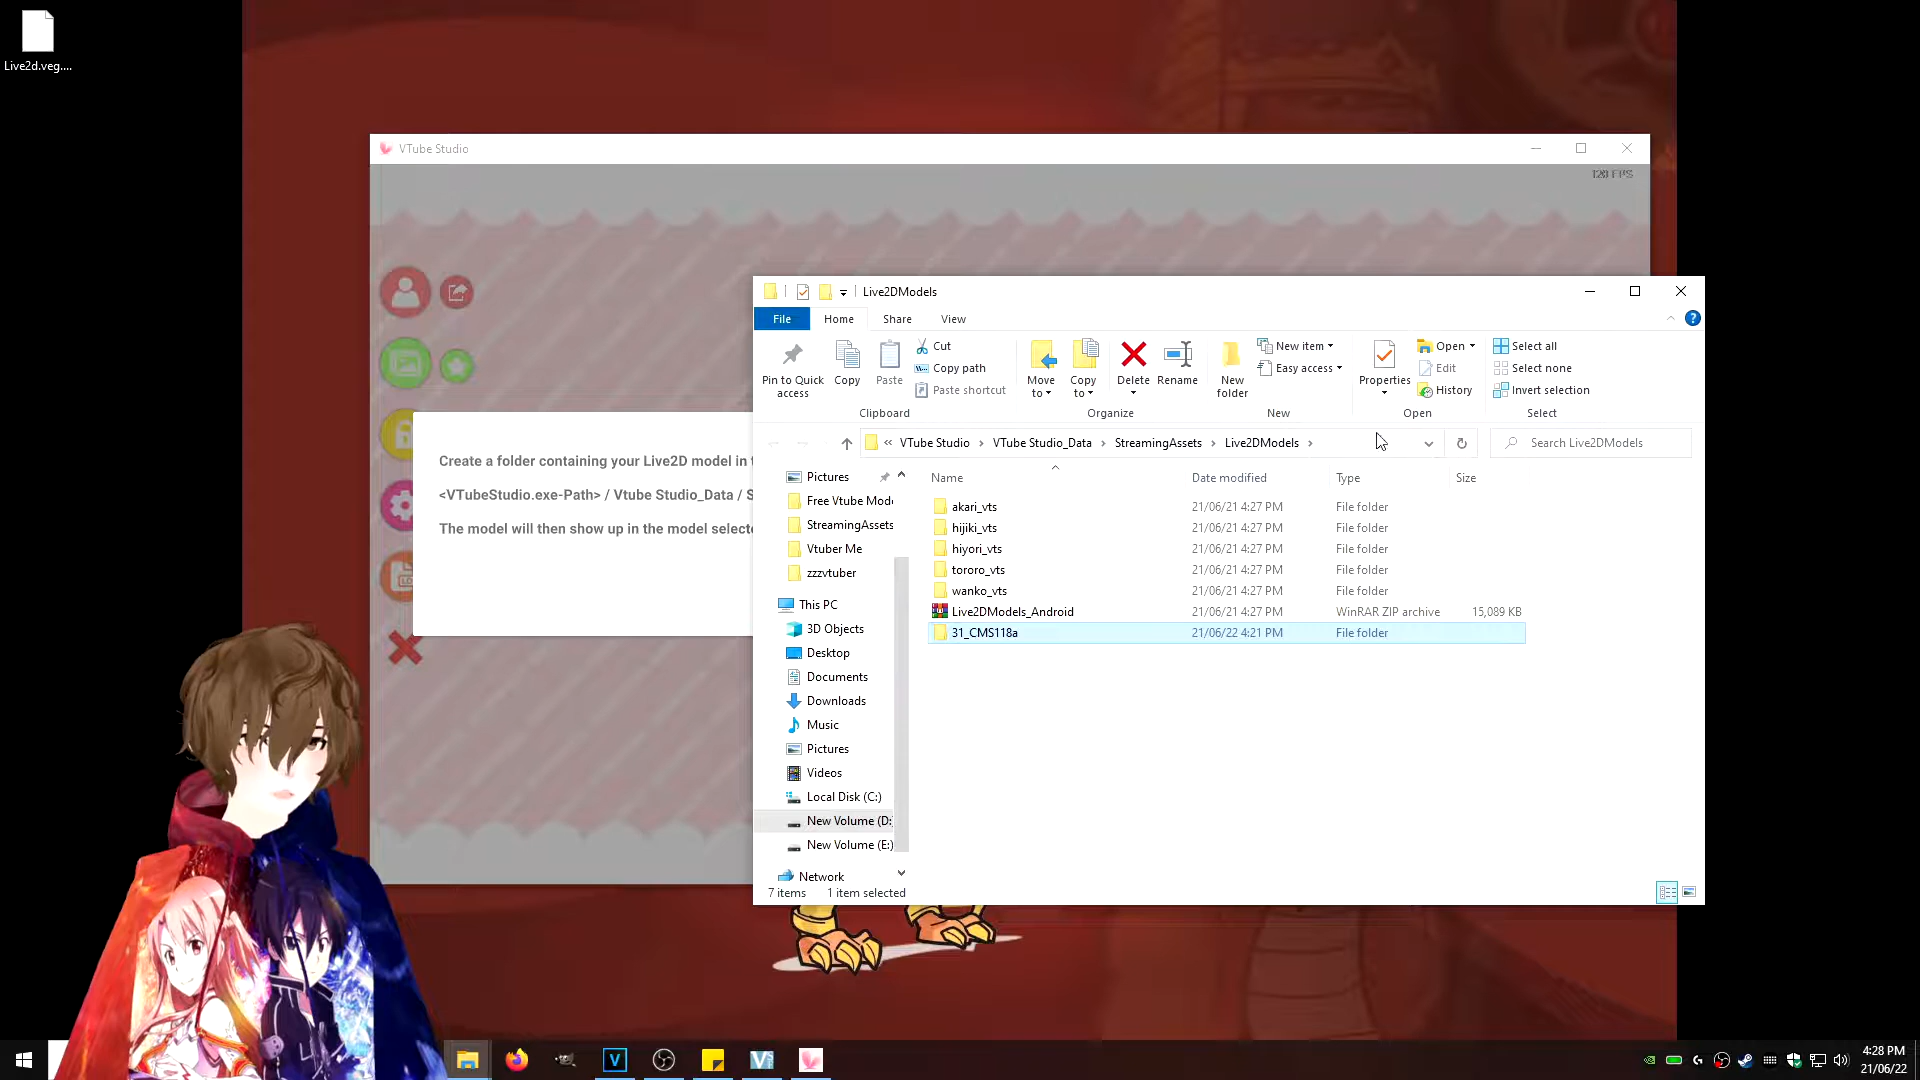 Live2d.veg....
VTube Studio
120 FPS
Create a folder containing your Live2D model in t
<VTubeStudio.exe-Path> / Vtube Studio_Data / S
The model will then show up in the model selecte
Live2DModels
File
Home
Share
View
Pin to Quick access
Copy
Paste
Cut
Copy path
Paste shortcut
Clipboard
Move to
Copy to
Delete
Rename
Organize
New folder
New item
Easy access
New
Properties
Open
Edit
History
Open
Select all
Select none
Invert selection
Select
« VTube Studio › VTube Studio_Data › StreamingAssets › Live2DModels ›
Search Live2DModels
Pictures
Free Vtube Mode
StreamingAssets
Vtuber Me
zzzvtuber
This PC
3D Objects
Desktop
Documents
Downloads
Music
Pictures
Videos
Local Disk (C:)
New Volume (D:
New Volume (E:)
Network
Name Date modified Type Size
akari_vts 21/06/21 4:27 PM File folder
hijiki_vts 21/06/21 4:27 PM File folder
hiyori_vts 21/06/21 4:27 PM File folder
tororo_vts 21/06/21 4:27 PM File folder
wanko_vts 21/06/21 4:27 PM File folder
Live2DModels_Android 21/06/21 4:27 PM WinRAR ZIP archive 15,089 KB
31_CMS118a 21/06/22 4:21 PM File folder
7 items 1 item selected
4:28 PM
21/06/22